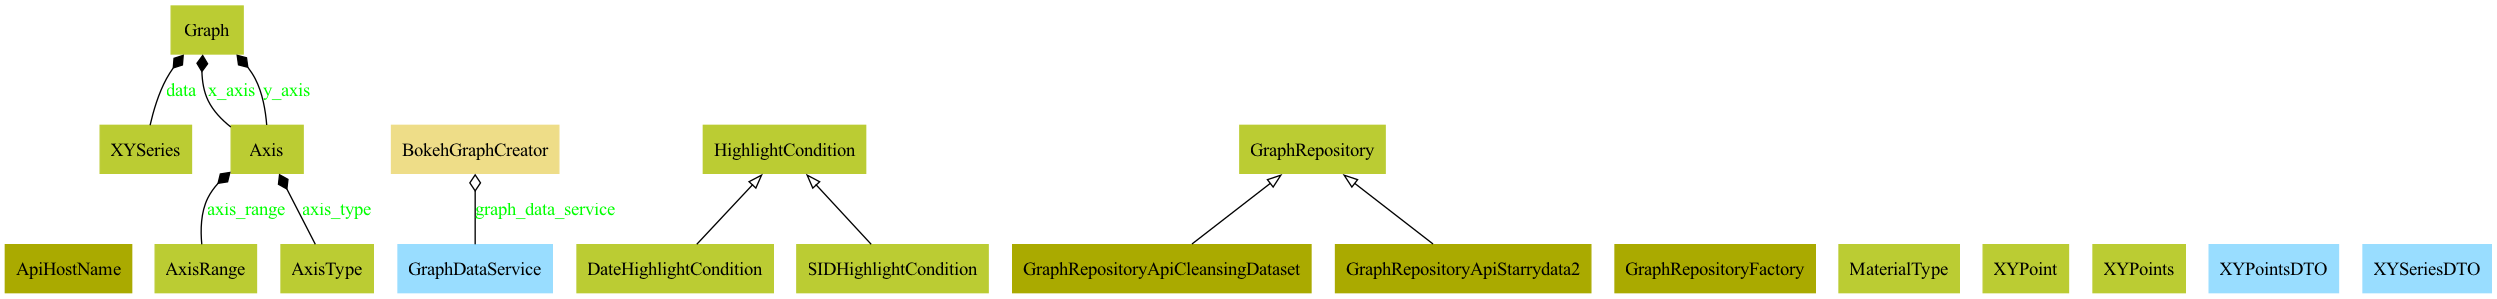 Graph
data
x_axis
y_axis
XYSeries
Axis
BokehGraphCreator
HighlightCondition
GraphRepository
axis_range
axis_type
graph_data_service
ApiHostName
AxisRange
AxisType
GraphDataService
DateHighlightCondition
SIDHighlightCondition
GraphRepositoryApiCleansingDataset
GraphRepositoryApiStarrydata2
GraphRepositoryFactory
MaterialType
XYPoint
XYPoints
XYPointsDTO
XYSeriesDTO